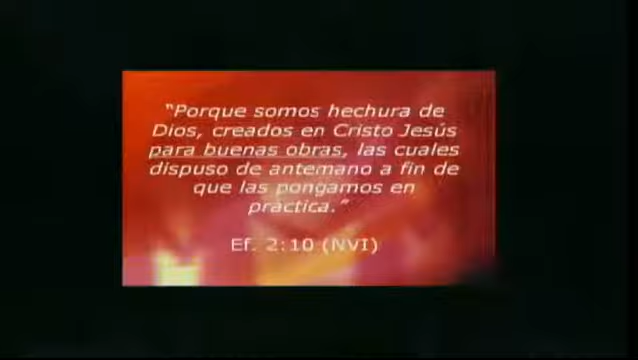 “Porque somos hechura de
Dios, creados en Cristo Jesús
para buenas obras, las cuales
dispuso de antemano a fin de
que las pongamos en
práctica.”
Ef. 2:10 (NVI)